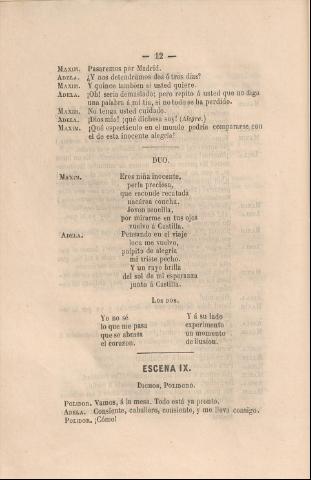 — 12 —
MAXIM. Pasaremos por Madrid.
ADELA. ¿Y nos detendrémos dos ó tres dias?
MAXIM. Y quince tambien si usted quiere.
ADELA. ¡Oh! seria demasiado; pero repito á usted que no diga
una palabra á mi tia, si no todo se ha perdido.
MAXIM. No tenga usted cuidado.
ADELA. ¡Dios mio! ¡qué dichosa soy! (Alegre.)
MAXIM. ¡Qué espectáculo en el mundo podria compararse con
el de esta inocente alegria!
DUO.
MAXIM. Eres niña inocente,
perla preciosa,
que esconde recatada
nacárea concha.
Jóven sencilla,
por mirarme en tus ojos
vuelvo á Castilla.
ADELA. Pensando en el viaje
loca me vuelvo,
palpita de alegria
mi triste pecho.
Y un rayo brilla
del sol de mi esperanza
junto á Castilla.
LOS DOS.
Yo no sé
lo que me pasa
que se abrasa
el corazon.
Y á su lado
experimento
un momento
de ilusion.
ESCENA IX.
DICHOS, POLIDORO.
POLIDOR. Vamos, á la mesa. Todo está ya pronto.
ADELA. Consiente, caballero, consiente, y me lleva consigo.
POLIDOR. ¡Cómo!